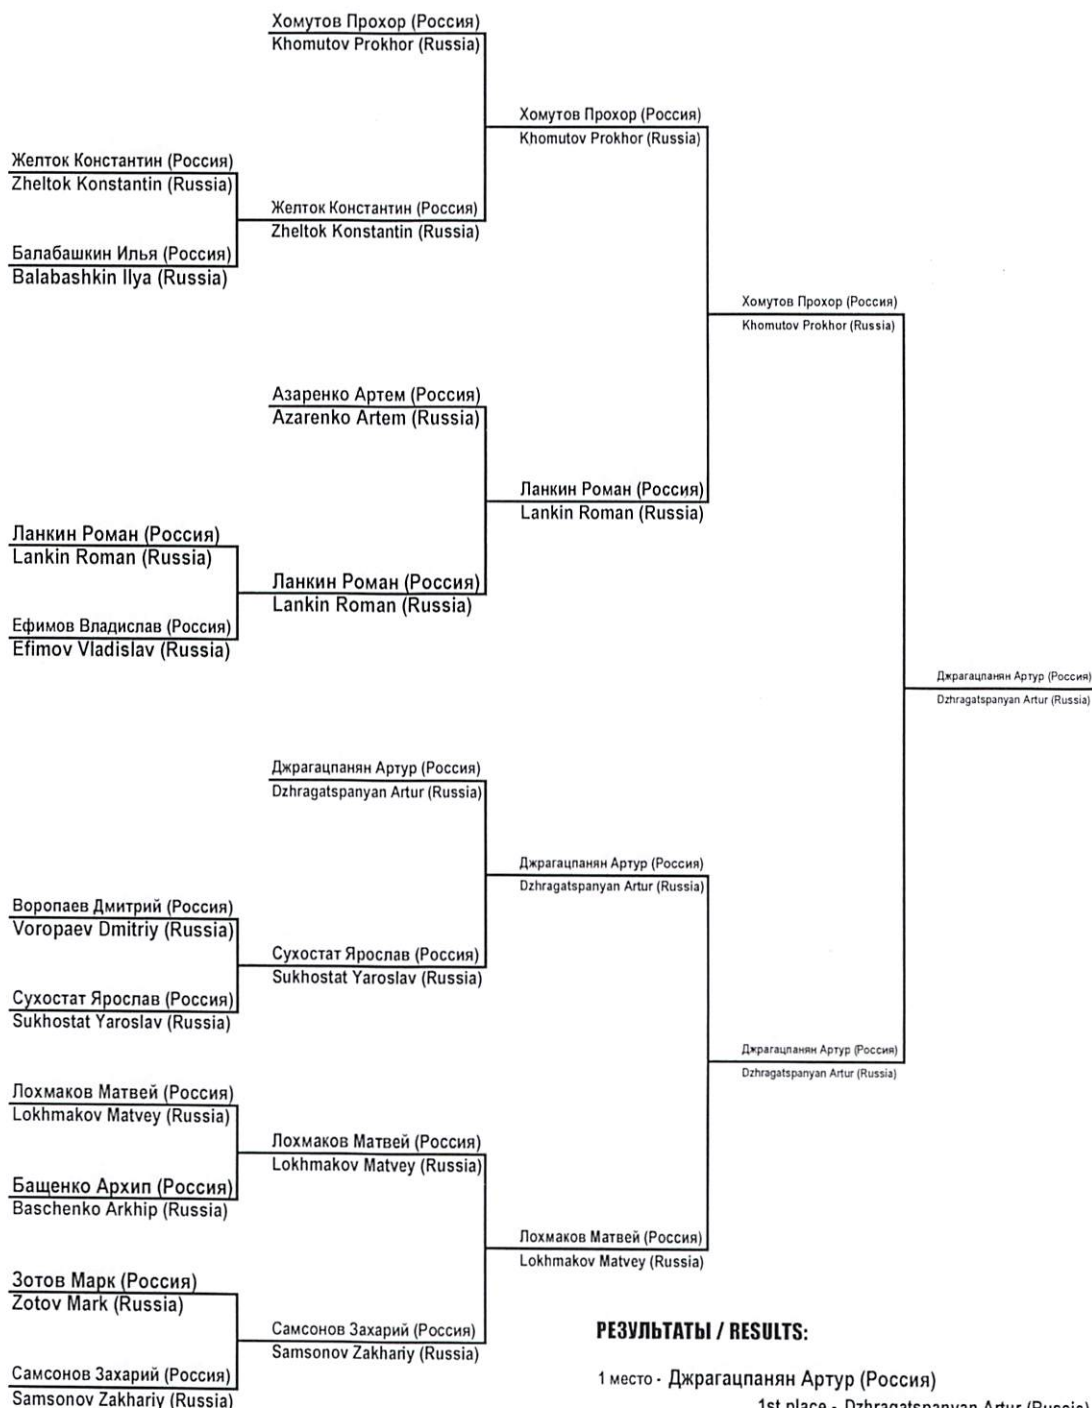 Хомутов Прохор (Россия)
Khomutov Prokhor (Russia)
Хомутов Прохор (Россия)
Khomutov Prokhor (Russia)
Желток Константин (Россия)
Zheltok Konstantin (Russia)
Желток Константин (Россия)
Zheltok Konstantin (Russia)
Балабашкин Илья (Россия)
Balabashkin Ilya (Russia)
Хомутов Прохор (Россия)
Khomutov Prokhor (Russia)
Азаренко Артем (Россия)
Azarenko Artem (Russia)
Ланкин Роман (Россия)
Lankin Roman (Russia)
Ланкин Роман (Россия)
Lankin Roman (Russia)
Ланкин Роман (Россия)
Lankin Roman (Russia)
Ефимов Владислав (Россия)
Efimov Vladislav (Russia)
Джрагацпанян Артур (Россия)
Dzhragatspanyan Artur (Russia)
Джрагацпанян Артур (Россия)
Dzhragatspanyan Artur (Russia)
Джрагацпанян Артур (Россия)
Dzhragatspanyan Artur (Russia)
Воропаев Дмитрий (Россия)
Voropaev Dmitriy (Russia)
Сухостат Ярослав (Россия)
Sukhostat Yaroslav (Russia)
Сухостат Ярослав (Россия)
Sukhostat Yaroslav (Russia)
Джрагацпанян Артур (Россия)
Dzhragatspanyan Artur (Russia)
Лохмаков Матвей (Россия)
Lokhmakov Matvey (Russia)
Лохмаков Матвей (Россия)
Lokhmakov Matvey (Russia)
Бащенко Архип (Россия)
Baschenko Arkhip (Russia)
Лохмаков Матвей (Россия)
Lokhmakov Matvey (Russia)
Зотов Марк (Россия)
Zotov Mark (Russia)
Самсонов Захарий (Россия)
Samsonov Zakhariy (Russia)
Самсонов Захарий (Россия)
Samsonov Zakhariy (Russia)
РЕЗУЛЬТАТЫ / RESULTS:
1 место - Джрагацпанян Артур (Россия)
1st place - Dzhragatspanyan Artur (Russia)